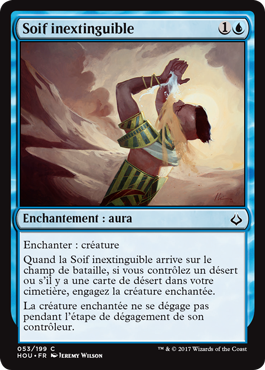 Soif inextinguible 1
Enchantement : aura
Enchanter : créature
Quand la Soif inextinguible arrive sur le
champ de bataille, si vous contrôlez un désert
ou s'il y a une carte de désert dans votre
cimetière, engagez la créature enchantée.
La créature enchantée ne se dégage pas
pendant l'étape de dégagement de son
contrôleur.
053/199 C
HOU • FR JEREMY WILSON
™ & © 2017 Wizards of the Coast